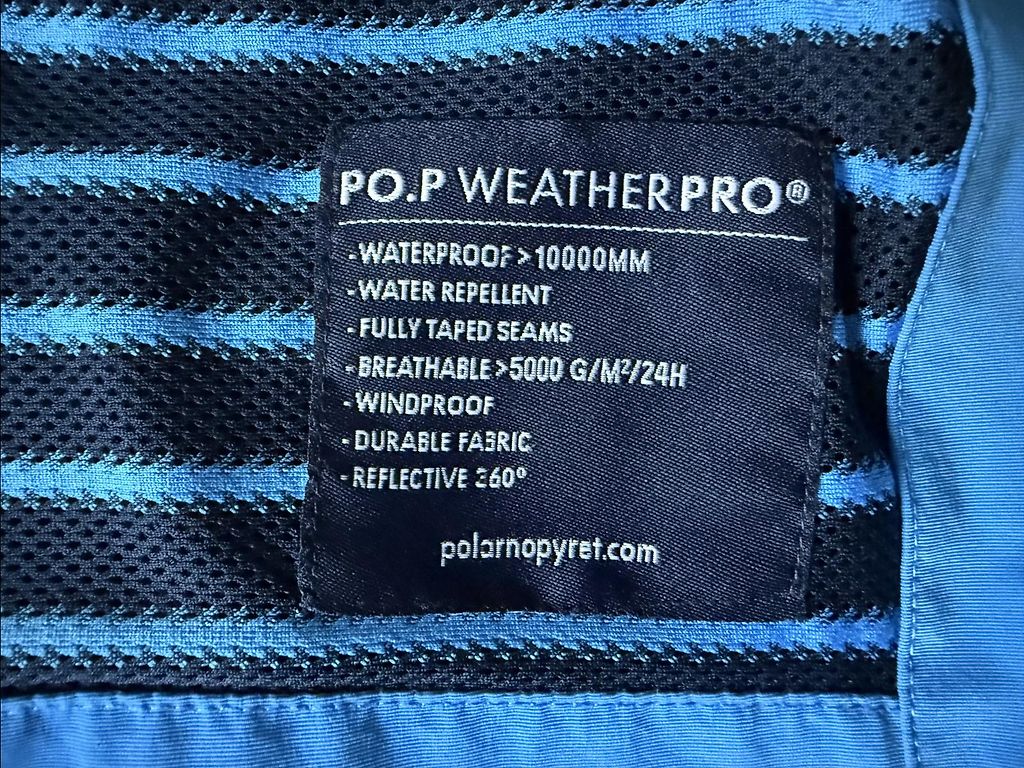 PO.P WEATHERPRO®
- WATERPROOF > 10000MM
- WATER REPELLENT
- FULLY TAPED SEAMS
- BREATHABLE > 5000 G/M²/24H
- WINDPROOF
- DURABLE FABRIC
- REFLECTIVE 360°
polarnopyret.com